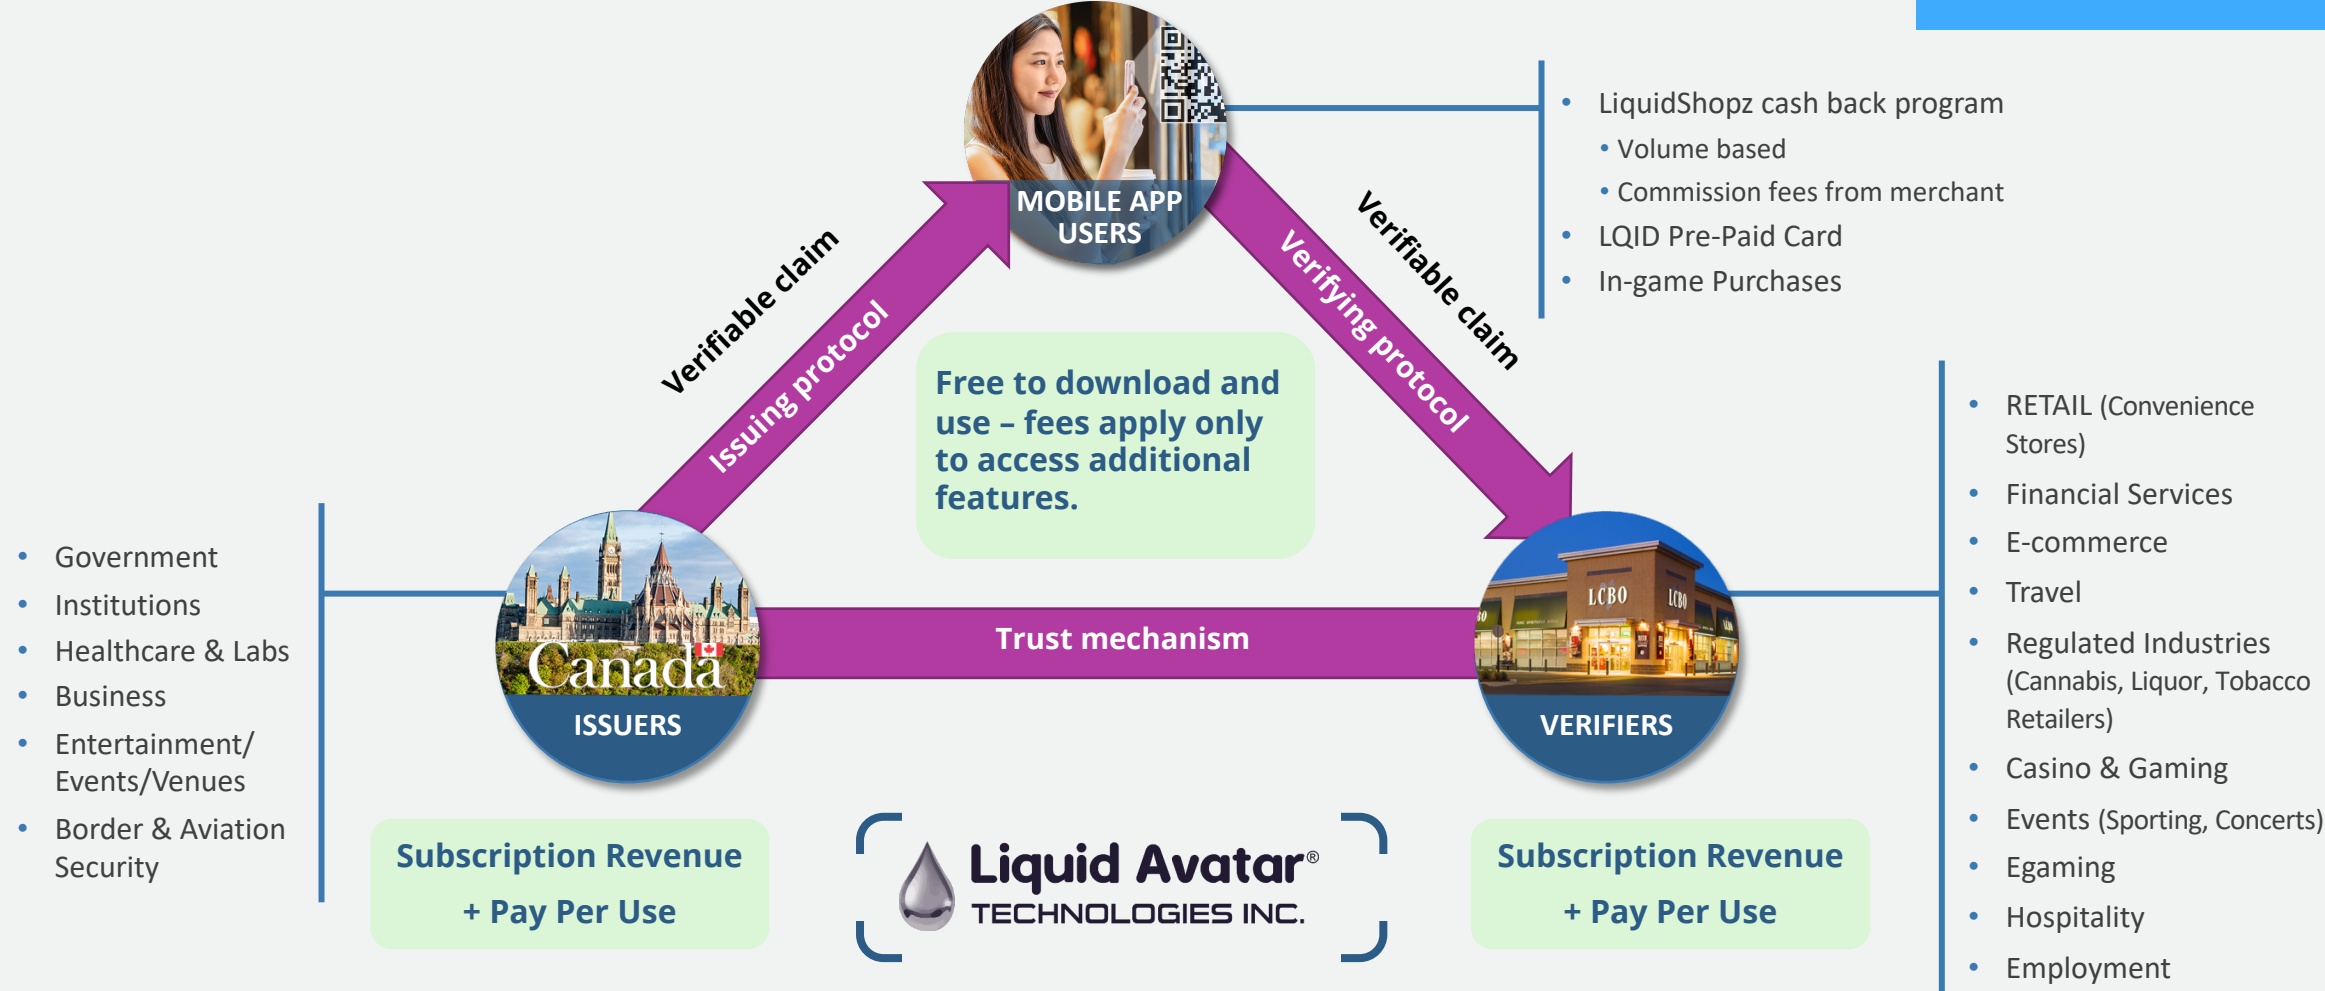 MOBILE APP
USERS
• LiquidShopz cash back program
• Volume based
• Commission fees from merchant
• LQID Pre-Paid Card
• In-game Purchases
Verifiable claim
Issuing protocol
Verifiable claim
Verifying protocol
Free to download and
use – fees apply only
to access additional
features.
• Government
• Institutions
• Healthcare & Labs
• Business
• Entertainment/
Events/Venues
• Border & Aviation
Security
Canada
ISSUERS
Trust mechanism
LCBO
LCBO
VERIFIERS
• RETAIL (Convenience
Stores)
• Financial Services
• E-commerce
• Travel
• Regulated Industries
(Cannabis, Liquor, Tobacco
Retailers)
• Casino & Gaming
• Events (Sporting, Concerts)
• Egaming
• Hospitality
• Employment
Subscription Revenue
+ Pay Per Use
Liquid Avatar®
TECHNOLOGIES INC.
Subscription Revenue
+ Pay Per Use